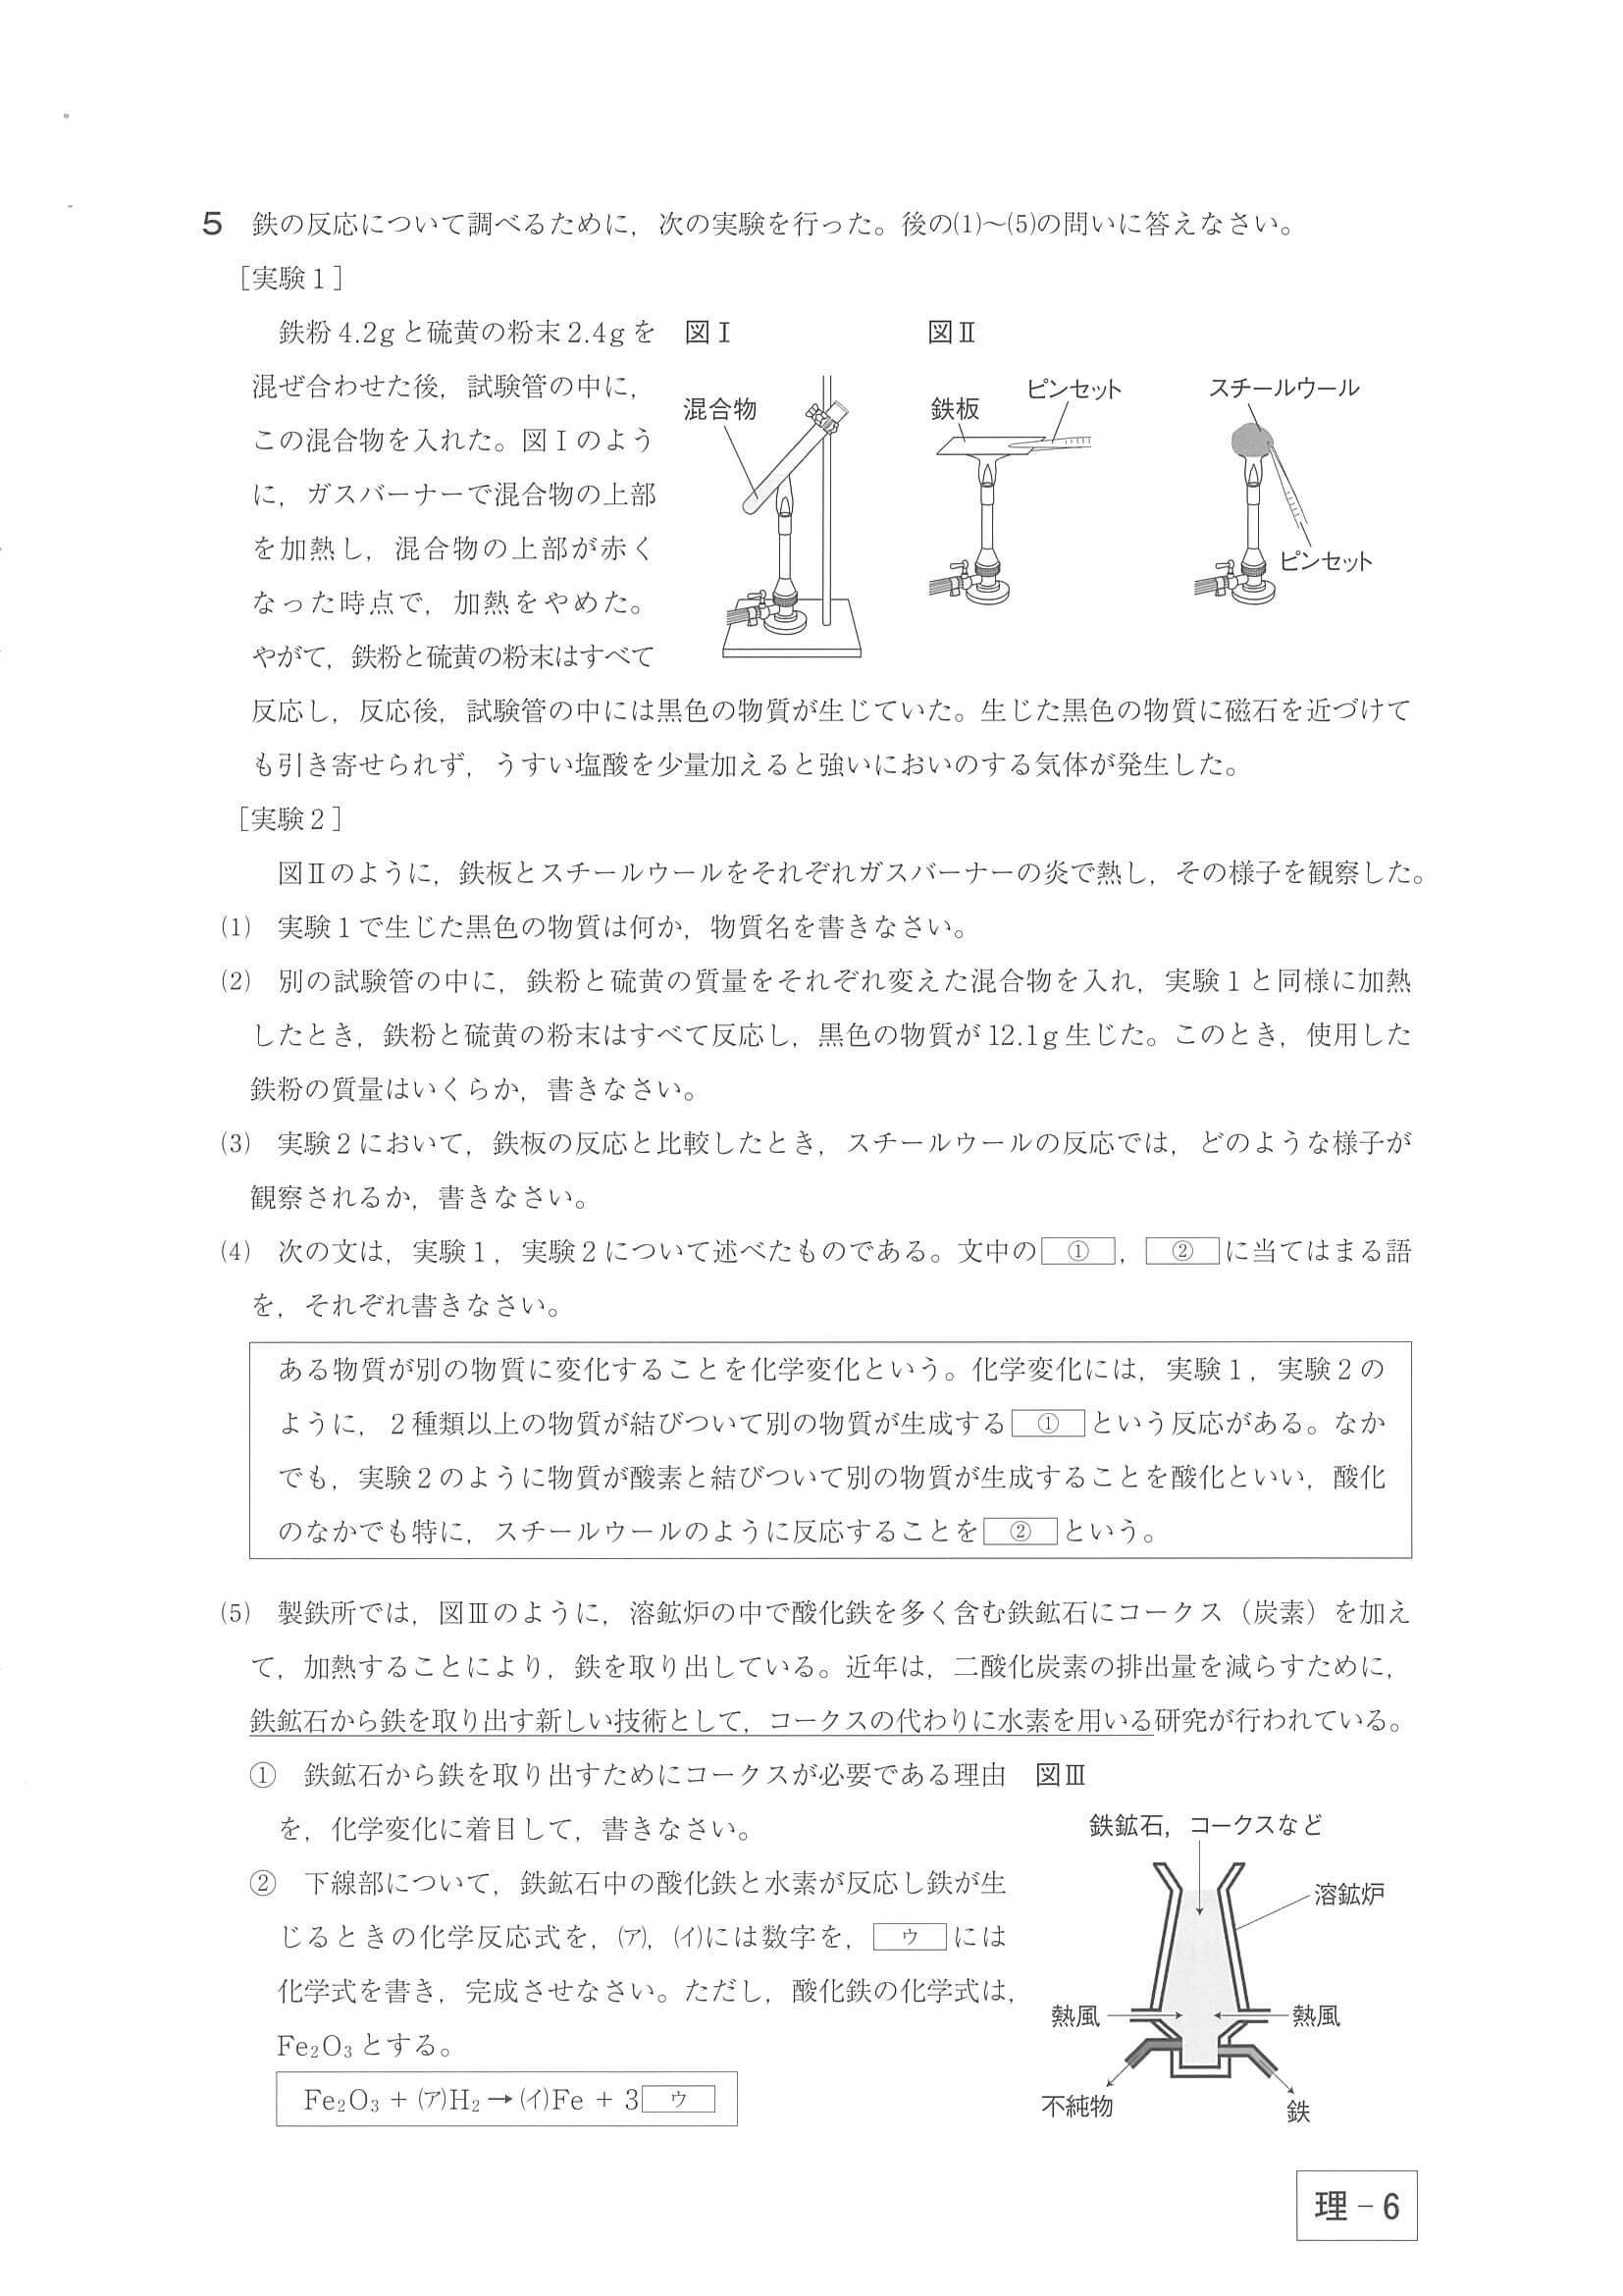 5 鉄の反応について調べるために，次の実験を行った。後の⑴～⑸の問いに答えなさい。
［実験１］
鉄粉 4.2g と硫黄の粉末 2.4g を
混ぜ合わせた後，試験管の中に，
この混合物を入れた。図Ⅰのよう
に，ガスバーナーで混合物の上部
を加熱し，混合物の上部が赤く
なった時点で，加熱をやめた。
やがて，鉄粉と硫黄の粉末はすべて
図Ⅰ
混合物
図Ⅱ
鉄板
ピンセット
スチールウール
ピンセット
反応し，反応後，試験管の中には黒色の物質が生じていた。生じた黒色の物質に磁石を近づけて
も引き寄せられず，うすい塩酸を少量加えると強いにおいのする気体が発生した。
［実験２］
図Ⅱのように，鉄板とスチールウールをそれぞれガスバーナーの炎で熱し，その様子を観察した。
⑴ 実験１で生じた黒色の物質は何か，物質名を書きなさい。
⑵ 別の試験管の中に，鉄粉と硫黄の質量をそれぞれ変えた混合物を入れ，実験１と同様に加熱
したとき，鉄粉と硫黄の粉末はすべて反応し，黒色の物質が 12.1g 生じた。このとき，使用した
鉄粉の質量はいくらか，書きなさい。
⑶ 実験２において，鉄板の反応と比較したとき，スチールウールの反応では，どのような様子が
観察されるか，書きなさい。
⑷ 次の文は，実験１，実験２について述べたものである。文中の ① ， ② に当てはまる語
を，それぞれ書きなさい。
ある物質が別の物質に変化することを化学変化という。化学変化には，実験１，実験２の
ように，２種類以上の物質が結びついて別の物質が生成する ① という反応がある。なか
でも，実験２のように物質が酸素と結びついて別の物質が生成することを酸化といい，酸化
のなかでも特に，スチールウールのように反応することを ② という。
⑸ 製鉄所では，図Ⅲのように，溶鉱炉の中で酸化鉄を多く含む鉄鉱石にコークス（炭素）を加え
て，加熱することにより，鉄を取り出している。近年は，二酸化炭素の排出量を減らすために，
鉄鉱石から鉄を取り出す新しい技術として，コークスの代わりに水素を用いる研究が行われている。
① 鉄鉱石から鉄を取り出すためにコークスが必要である理由
を，化学変化に着目して，書きなさい。
② 下線部について，鉄鉱石中の酸化鉄と水素が反応し鉄が生
じるときの化学反応式を，(ア)，(イ)には数字を， ウ には
化学式を書き，完成させなさい。ただし，酸化鉄の化学式は，
Fe₂O₃ とする。
Fe₂O₃ + (ア)H₂ → (イ)Fe + 3 ウ
図Ⅲ
鉄鉱石，コークスなど
溶鉱炉
熱風
熱風
不純物
鉄
理－6